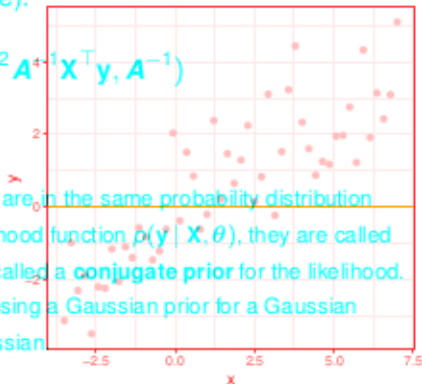 e).
² A⁻¹X⊤y, A⁻¹)
are in the same probability distribution
hood function p(y | X, θ), they are called
called a conjugate prior for the likelihood.
sing a Gaussian prior for a Gaussian
ssian
y
4
2
0
−2
−2.5 0.0 2.5 5.0 7.5
x